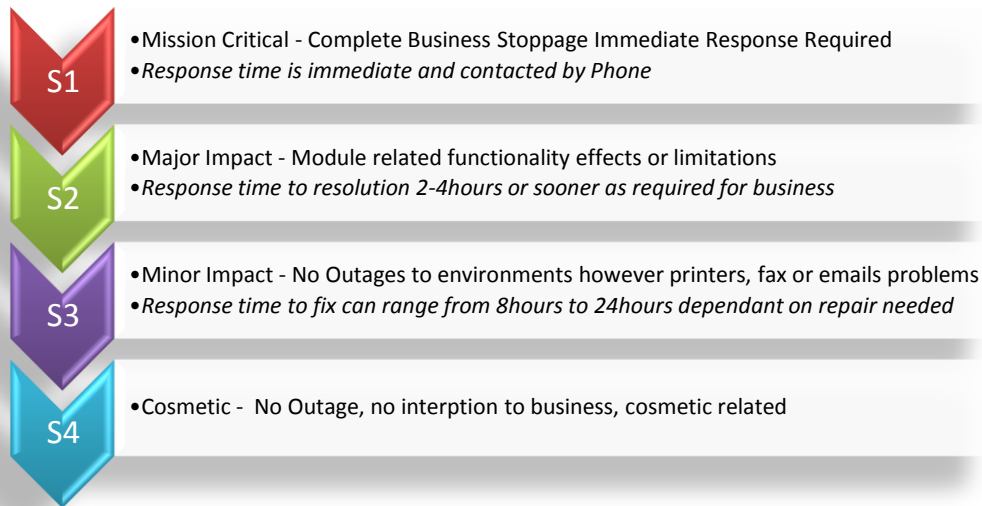 S1
•Mission Critical - Complete Business Stoppage Immediate Response Required
•Response time is immediate and contacted by Phone
S2
•Major Impact - Module related functionality effects or limitations
•Response time to resolution 2-4hours or sooner as required for business
S3
•Minor Impact - No Outages to environments however printers, fax or emails problems
•Response time to fix can range from 8hours to 24hours dependant on repair needed
S4
•Cosmetic -  No Outage, no interption to business, cosmetic related